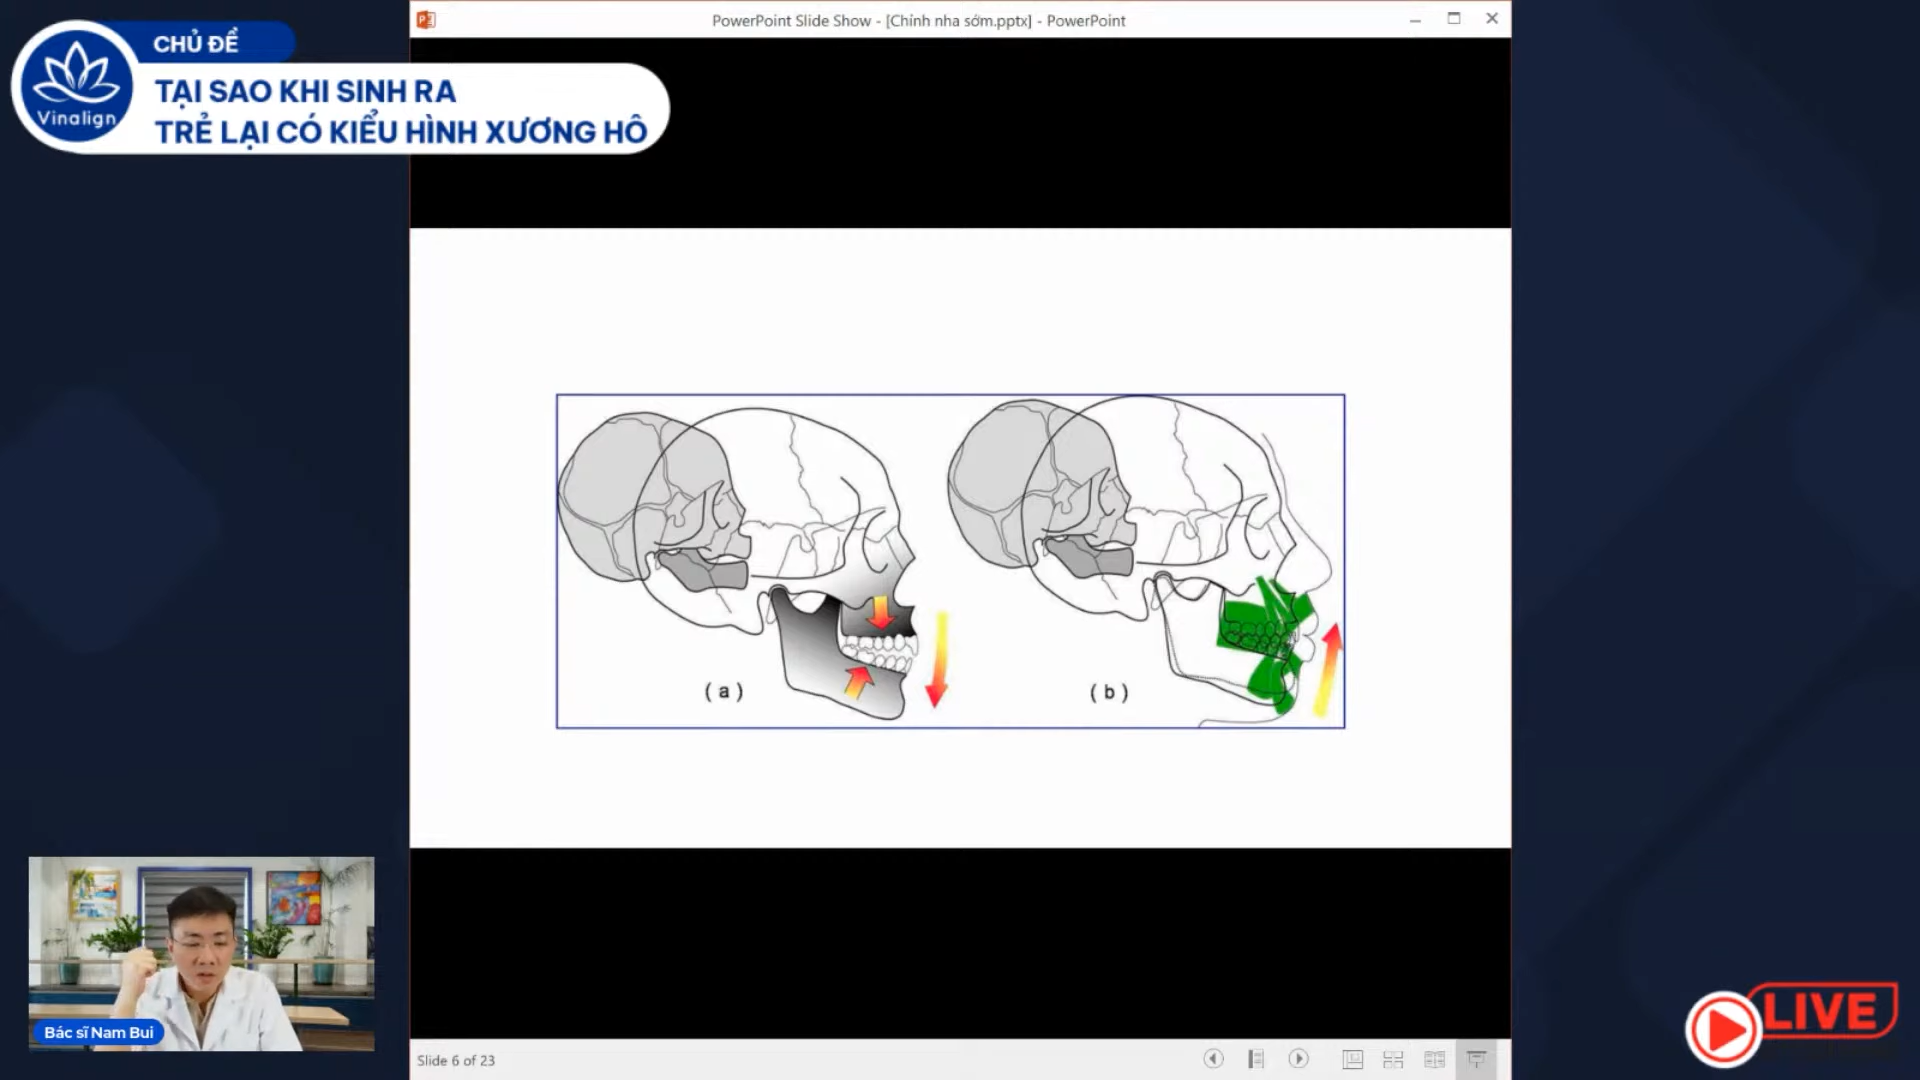 PowerPoint Slide Show - [Chỉnh nha sớm.pptx] - PowerPoint
CHỦ ĐỀ
TẠI SAO KHI SINH RA
TRẺ LẠI CÓ KIỂU HÌNH XƯƠNG HÔ
Vinalign
( a )
( b )
Bác sĩ Nam Bui
LIVE
Slide 6 of 23